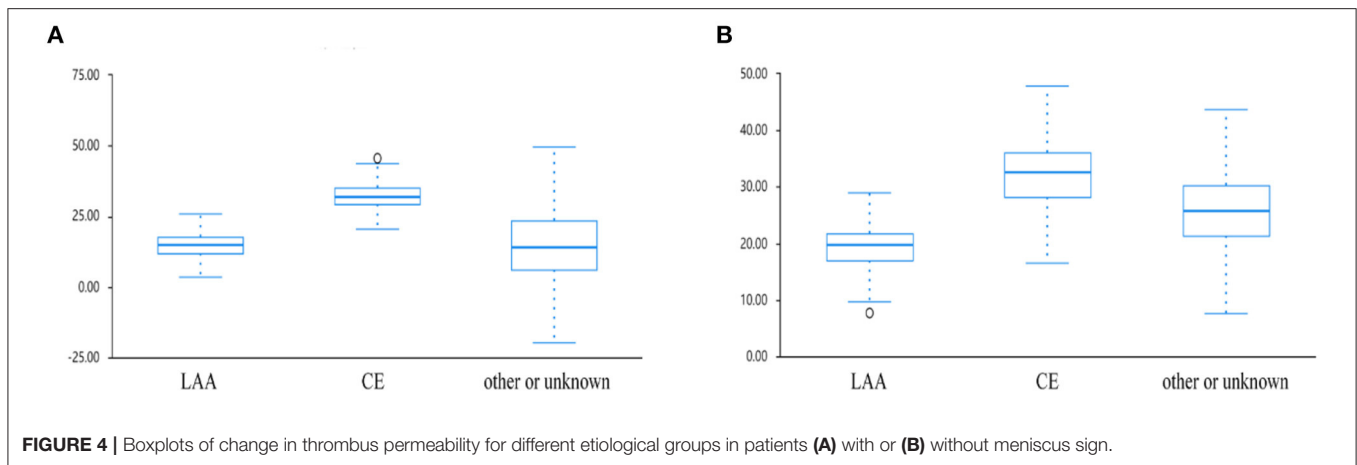 A
75.00
50.00
25.00
0.00
-25.00
LAA CE other or unknown
B
50.00
40.00
30.00
20.00
10.00
0.00
LAA CE other or unknown
FIGURE 4 | Boxplots of change in thrombus permeability for different etiological groups in patients (A) with or (B) without meniscus sign.